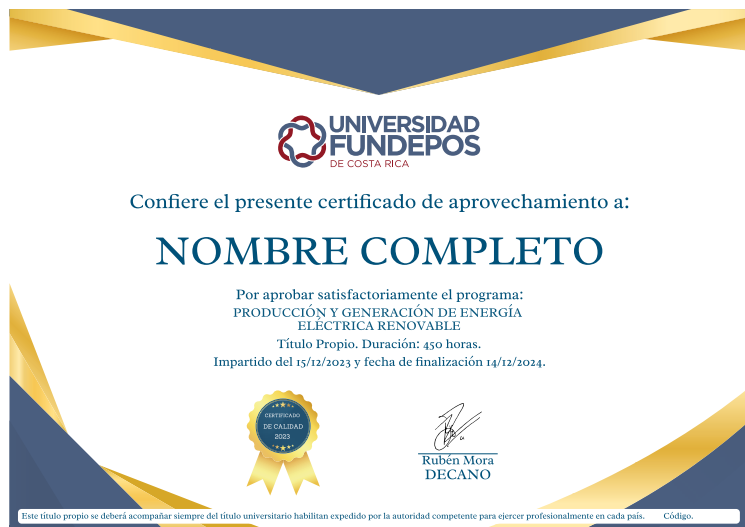 UNIVERSIDAD
FUNDEPOS
DE COSTA RICA
Confiere el presente certificado de aprovechamiento a:
NOMBRE COMPLETO
Por aprobar satisfactoriamente el programa:
PRODUCCIÓN Y GENERACIÓN DE ENERGÍA
ELÉCTRICA RENOVABLE
Título Propio. Duración: 450 horas.
Impartido del 15/12/2023 y fecha de finalización 14/12/2024.
CERTIFICADO
DE CALIDAD
2023
Rubén Mora
DECANO
Este título propio se deberá acompañar siempre del título universitario habilitan expedido por la autoridad competente para ejercer profesionalmente en cada país. Código.